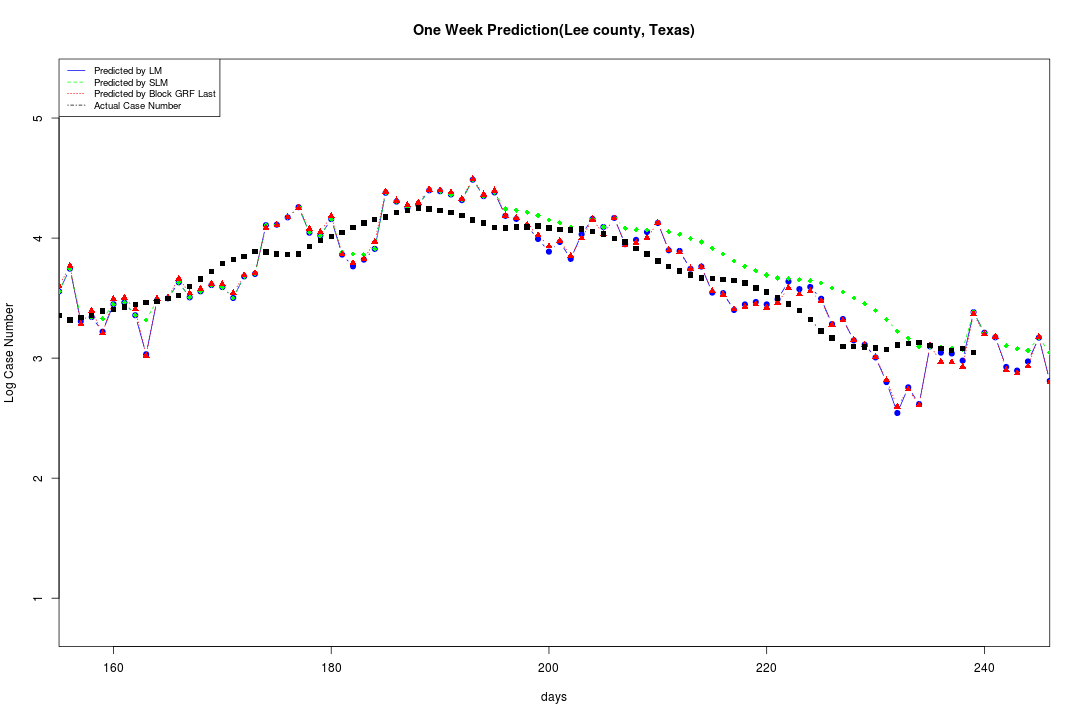 One Week Prediction(Lee county, Texas)
Predicted by LM
Predicted by SLM
Predicted by Block GRF Last
Actual Case Number
5
4
3
2
1
Log Case Number
160 180 200 220 240
days